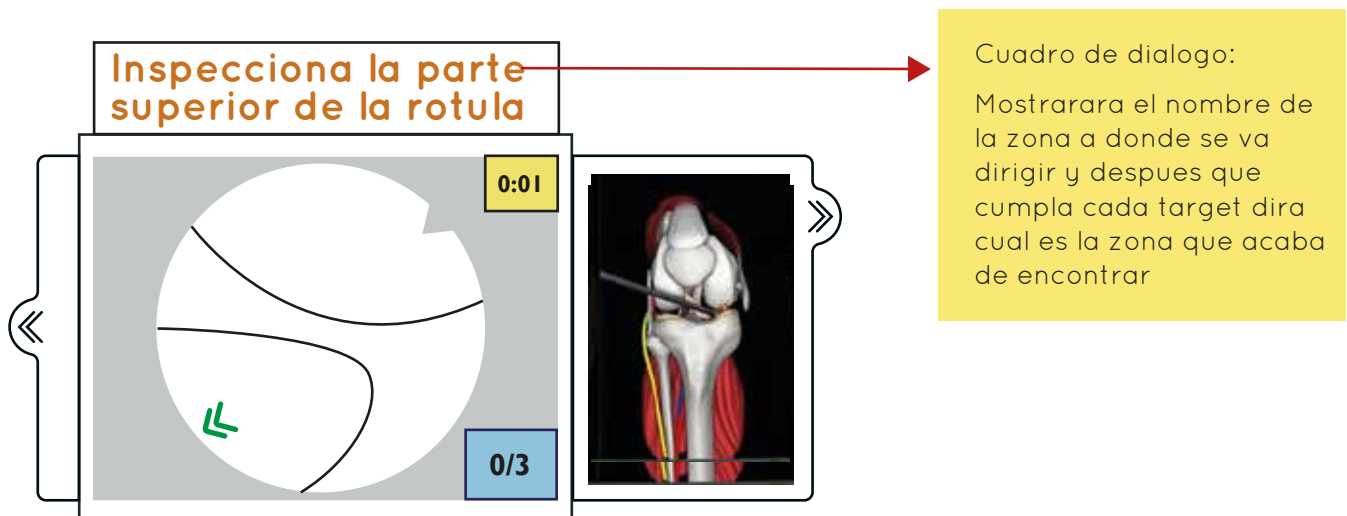 Inspecciona la parte
superior de la rotula
0:01
0/3
Cuadro de dialogo:
Mostrarara el nombre de
la zona a donde se va
dirigir y despues que
cumpla cada target dira
cual es la zona que acaba
de encontrar